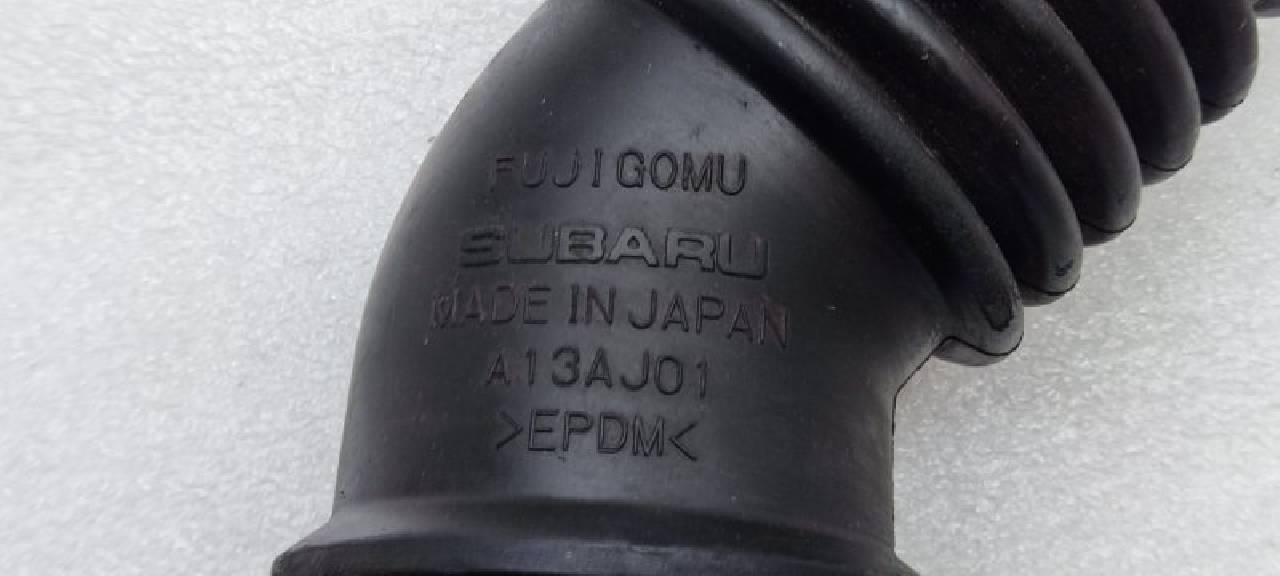 FUJI GOMU
SUBARU
MADE IN JAPAN
A13AJ01
>EPDM<